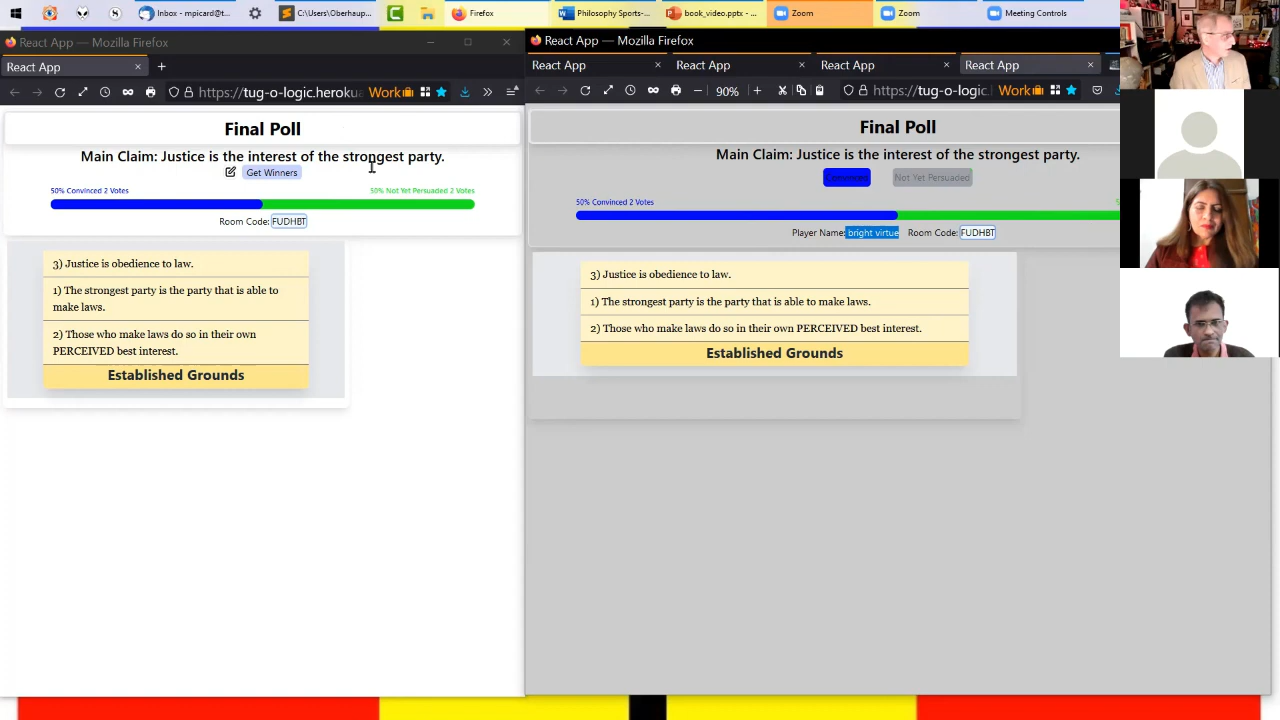 Inbox - mpicard@t...
C:\Users\Oberhaup...
Firefox
Philosophy Sports-...
book_video.pptx - ...
Zoom
Zoom
Meeting Controls
React App — Mozilla Firefox
React App
https://tug-o-logic.heroku
Work
Final Poll
Main Claim: Justice is the interest of the strongest party.
Get Winners
50% Convinced 2 Votes
50% Not Yet Persuaded 2 Votes
Room Code: FUDHBT
3) Justice is obedience to law.
1) The strongest party is the party that is able to
make laws.
2) Those who make laws do so in their own
PERCEIVED best interest.
Established Grounds
React App — Mozilla Firefox
React App
React App
React App
React App
90%
https://tug-o-logic.
Work
Final Poll
Main Claim: Justice is the interest of the strongest party.
Convinced
Not Yet Persuaded
50% Convinced 2 Votes
Player Name: bright virtue Room Code: FUDHBT
3) Justice is obedience to law.
1) The strongest party is the party that is able to make laws.
2) Those who make laws do so in their own PERCEIVED best interest.
Established Grounds